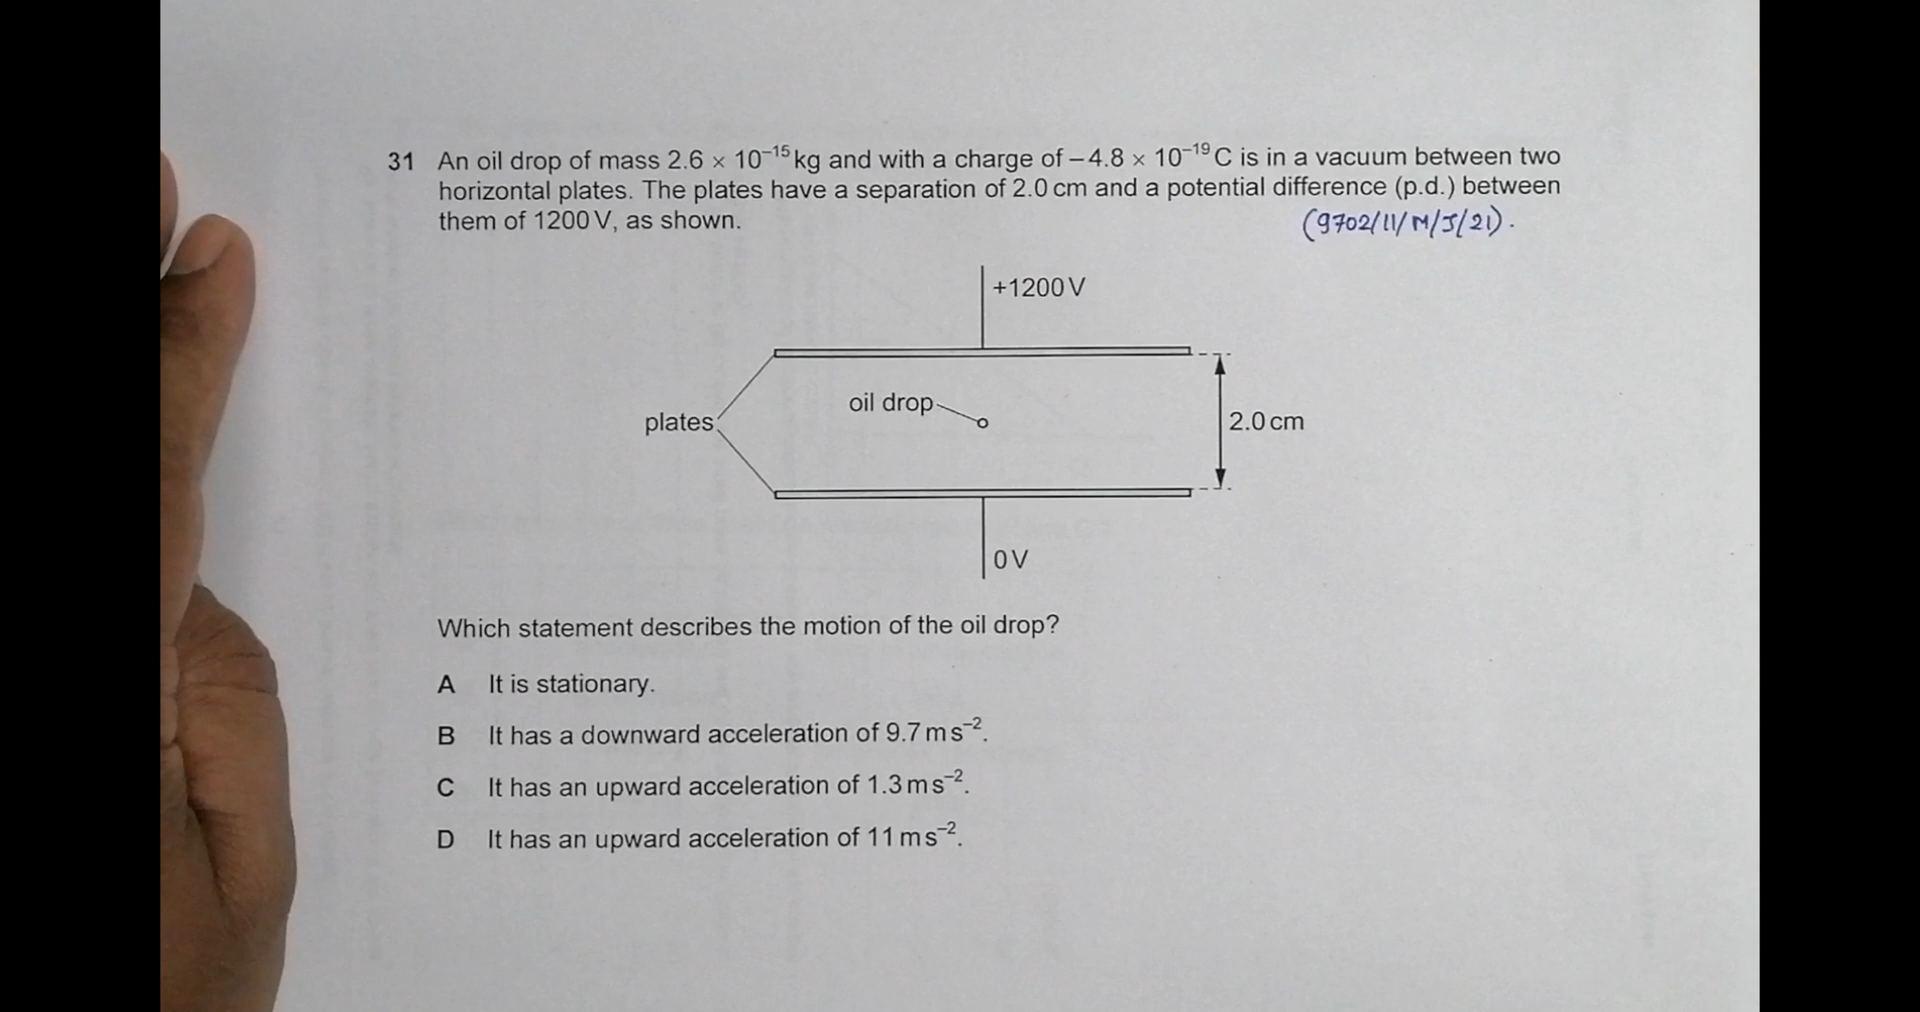 31 An oil drop of mass 2.6 × 10⁻¹⁵ kg and with a charge of –4.8 × 10⁻¹⁹ C is in a vacuum between two
horizontal plates. The plates have a separation of 2.0 cm and a potential difference (p.d.) between
them of 1200 V, as shown.
(9702/11/M/J/21).
+1200 V
oil drop
plates
2.0 cm
0 V
Which statement describes the motion of the oil drop?
A It is stationary.
B It has a downward acceleration of 9.7 m s⁻².
C It has an upward acceleration of 1.3 m s⁻².
D It has an upward acceleration of 11 m s⁻².